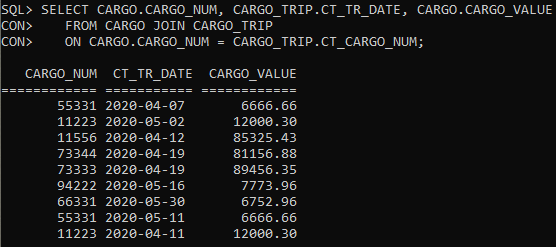 SQL> SELECT CARGO.CARGO_NUM, CARGO_TRIP.CT_TR_DATE, CARGO.CARGO_VALUE
CON> FROM CARGO JOIN CARGO_TRIP
CON> ON CARGO.CARGO_NUM = CARGO_TRIP.CT_CARGO_NUM;
CARGO_NUM CT_TR_DATE CARGO_VALUE
============ =========== ============
55331 2020-04-07 6666.66
11223 2020-05-02 12000.30
11556 2020-04-12 85325.43
73344 2020-04-19 81156.88
73333 2020-04-19 89456.35
94222 2020-05-16 7773.96
66331 2020-05-30 6752.96
55331 2020-05-11 6666.66
11223 2020-04-11 12000.30